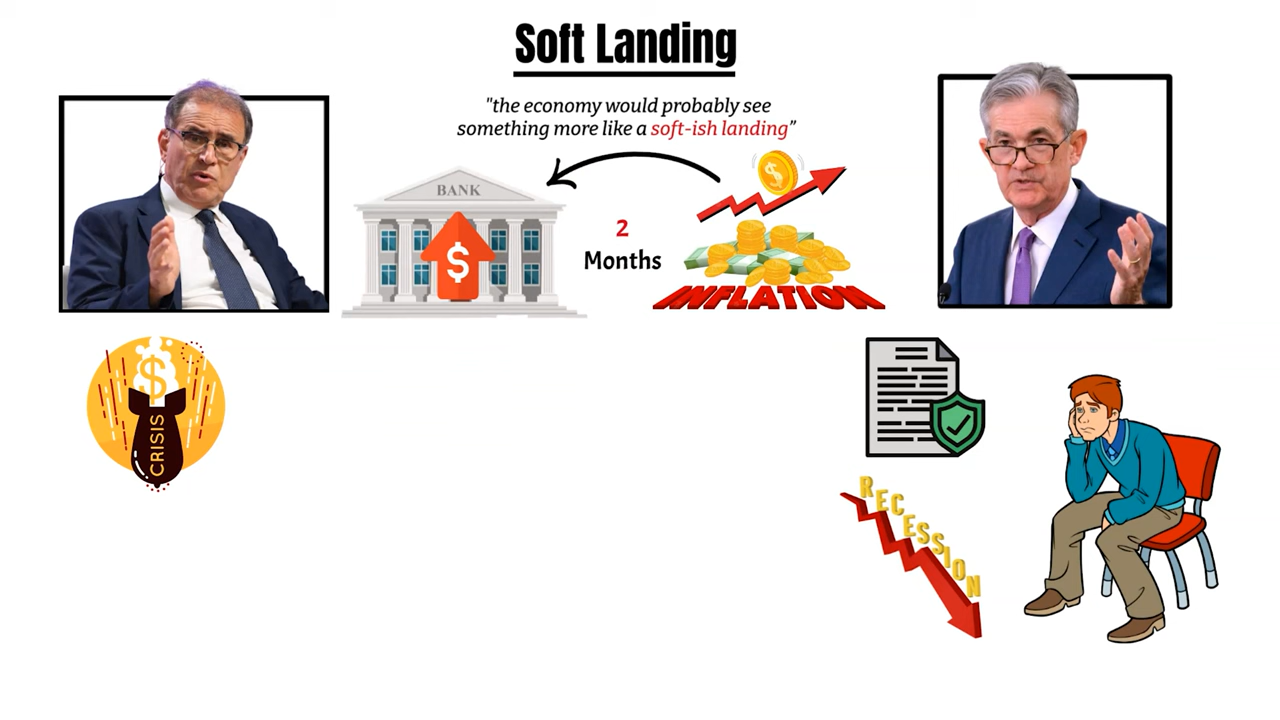 Soft Landing
"the economy would probably see
something more like a soft-ish landing”
BANK
$
2
Months
$
INFLATION
$
CRISIS
RECESSION